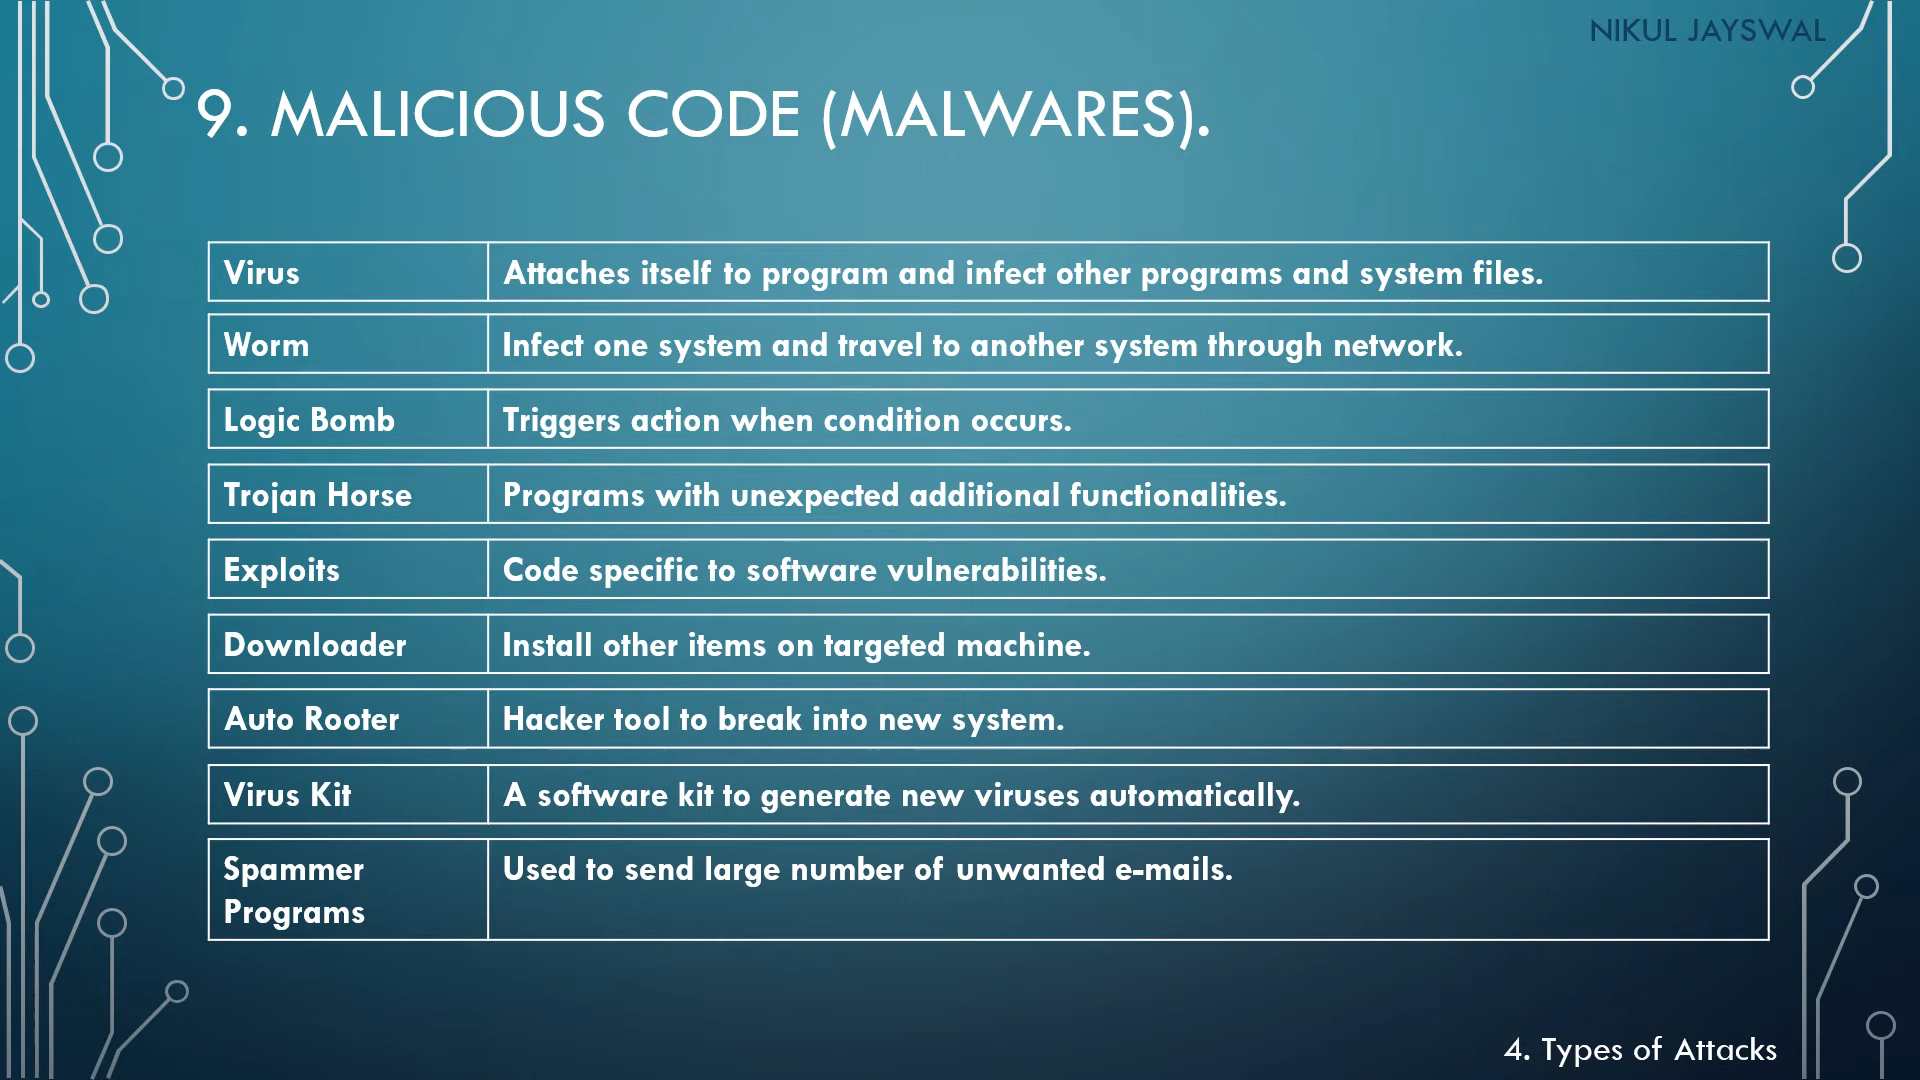 NIKUL JAYSWAL
9. MALICIOUS CODE (MALWARES).
Virus
Attaches itself to program and infect other programs and system files.
Worm
Infect one system and travel to another system through network.
Logic Bomb
Triggers action when condition occurs.
Trojan Horse
Programs with unexpected additional functionalities.
Exploits
Code specific to software vulnerabilities.
Downloader
Install other items on targeted machine.
Auto Rooter
Hacker tool to break into new system.
Virus Kit
A software kit to generate new viruses automatically.
Spammer
Programs
Used to send large number of unwanted e-mails.
4. Types of Attacks